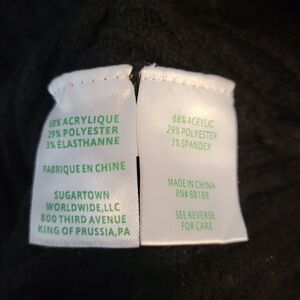 68% ACRYLIQUE
29% POLYESTER
3% ELASTHANNE
FABRIQUE EN CHINE
SUGARTOWN
WORLDWIDE, LLC
800 THIRD AVENUE
KING OF PRUSSIA, PA
68% ACRYLIC
29% POLYESTER
3% SPANDEX
MADE IN CHINA
RN# 88189
SEE REVERSE
FOR CARE